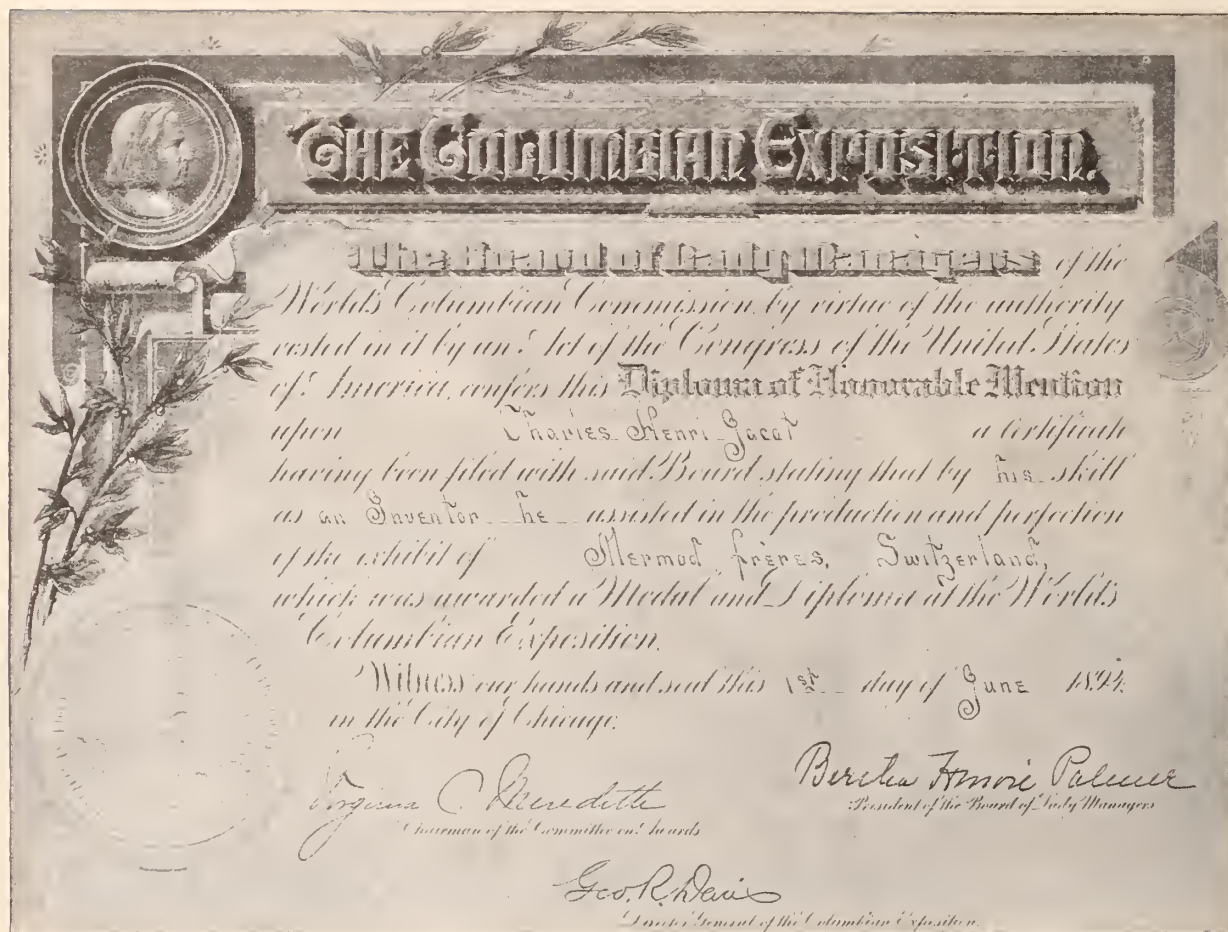 THE COLUMBIAN EXPOSITION.
The Board of Lady Managers of the
World's Columbian Commission, by virtue of the authority
vested in it by an Act of the Congress of the United States
of America, confers this Diploma of Honorable Mention
upon Charles Henri Jacot a certificate
having been filed with said Board stating that by his skill
as an Inventor he assisted in the production and perfection
of the exhibit of Mermod frères, Switzerland,
which was awarded a Medal and Diploma at the World's
Columbian Exposition.
Witness our hands and seal this 1st day of June 1894.
in the City of Chicago.
Virginia C Meredith
Chairman of the Committee on Awards
Bertha Honoré Palmer
President of the Board of Lady Managers
Geo. R. Davis
Director General of the Columbian Exposition.